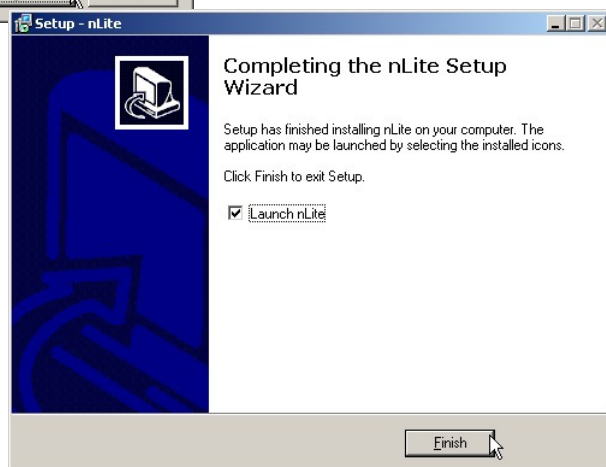 Setup - nLite
Completing the nLite Setup
Wizard
Setup has finished installing nLite on your computer. The
application may be launched by selecting the installed icons.
Click Finish to exit Setup.
Launch nLite
Finish